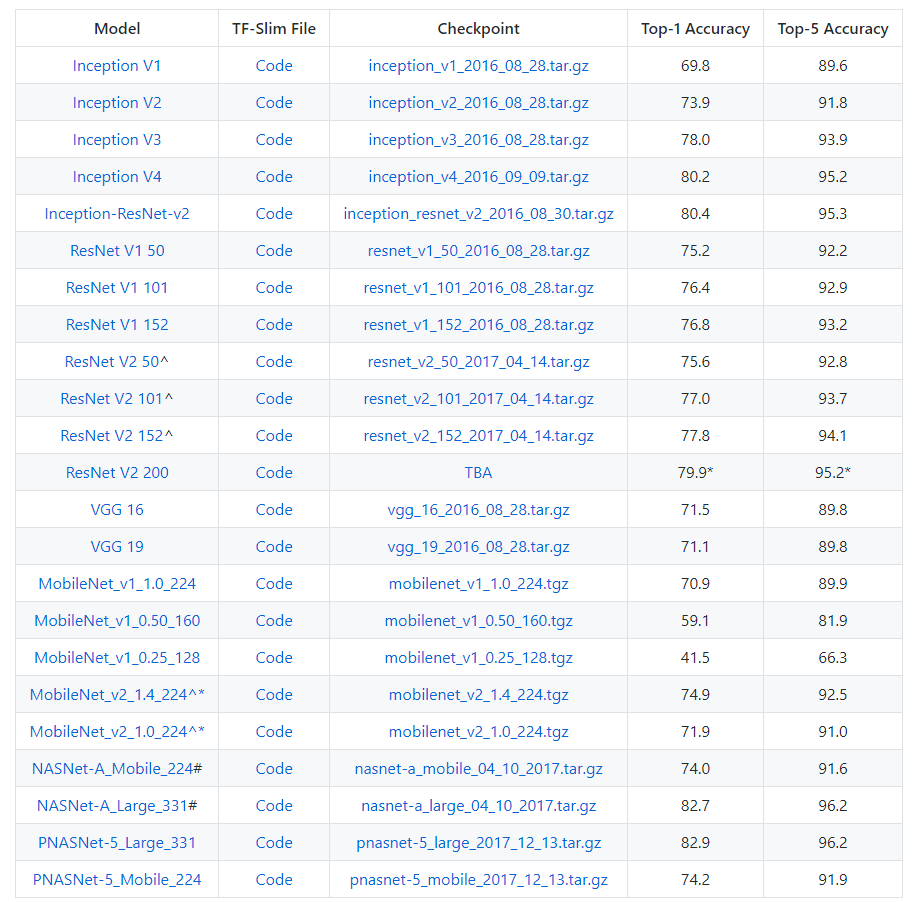 Model TF-Slim File Checkpoint Top-1 Accuracy Top-5 Accuracy
Inception V1 Code inception_v1_2016_08_28.tar.gz 69.8 89.6
Inception V2 Code inception_v2_2016_08_28.tar.gz 73.9 91.8
Inception V3 Code inception_v3_2016_08_28.tar.gz 78.0 93.9
Inception V4 Code inception_v4_2016_09_09.tar.gz 80.2 95.2
Inception-ResNet-v2 Code inception_resnet_v2_2016_08_30.tar.gz 80.4 95.3
ResNet V1 50 Code resnet_v1_50_2016_08_28.tar.gz 75.2 92.2
ResNet V1 101 Code resnet_v1_101_2016_08_28.tar.gz 76.4 92.9
ResNet V1 152 Code resnet_v1_152_2016_08_28.tar.gz 76.8 93.2
ResNet V2 50^ Code resnet_v2_50_2017_04_14.tar.gz 75.6 92.8
ResNet V2 101^ Code resnet_v2_101_2017_04_14.tar.gz 77.0 93.7
ResNet V2 152^ Code resnet_v2_152_2017_04_14.tar.gz 77.8 94.1
ResNet V2 200 Code TBA 79.9* 95.2*
VGG 16 Code vgg_16_2016_08_28.tar.gz 71.5 89.8
VGG 19 Code vgg_19_2016_08_28.tar.gz 71.1 89.8
MobileNet_v1_1.0_224 Code mobilenet_v1_1.0_224.tgz 70.9 89.9
MobileNet_v1_0.50_160 Code mobilenet_v1_0.50_160.tgz 59.1 81.9
MobileNet_v1_0.25_128 Code mobilenet_v1_0.25_128.tgz 41.5 66.3
MobileNet_v2_1.4_224^* Code mobilenet_v2_1.4_224.tgz 74.9 92.5
MobileNet_v2_1.0_224^* Code mobilenet_v2_1.0_224.tgz 71.9 91.0
NASNet-A_Mobile_224# Code nasnet-a_mobile_04_10_2017.tar.gz 74.0 91.6
NASNet-A_Large_331# Code nasnet-a_large_04_10_2017.tar.gz 82.7 96.2
PNASNet-5_Large_331 Code pnasnet-5_large_2017_12_13.tar.gz 82.9 96.2
PNASNet-5_Mobile_224 Code pnasnet-5_mobile_2017_12_13.tar.gz 74.2 91.9